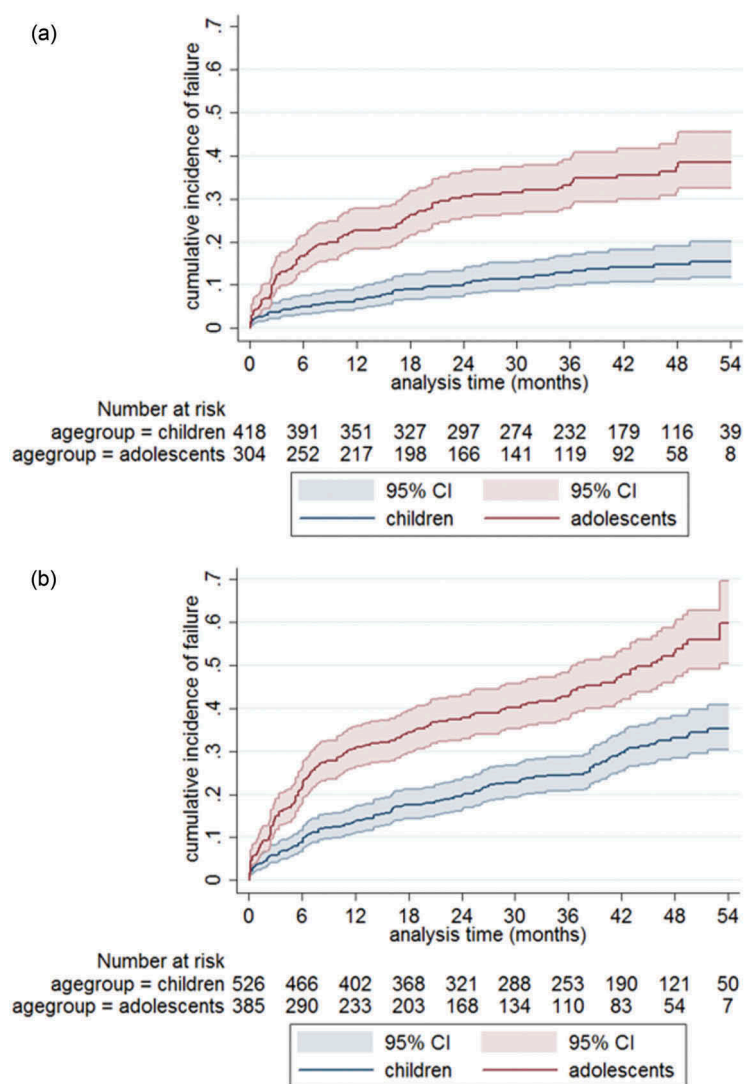 (a)
cumulative incidence of failure
.7
.6
.5
.4
.3
.2
.1
0
0 6 12 18 24 30 36 42 48 54
analysis time (months)
Number at risk
agegroup = children 418 391 351 327 297 274 232 179 116 39
agegroup = adolescents 304 252 217 198 166 141 119 92 58 8
95% CI 95% CI
children adolescents
(b)
cumulative incidence of failure
.7
.6
.5
.4
.3
.2
.1
0
0 6 12 18 24 30 36 42 48 54
analysis time (months)
Number at risk
agegroup = children 526 466 402 368 321 288 253 190 121 50
agegroup = adolescents 385 290 233 203 168 134 110 83 54 7
95% CI 95% CI
children adolescents